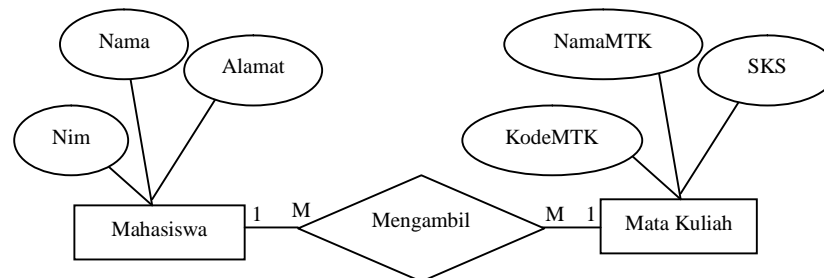 Nama
NamaMTK
Alamat
SKS
Nim
KodeMTK
Mahasiswa
1
M
Mengambil
M
1
Mata Kuliah